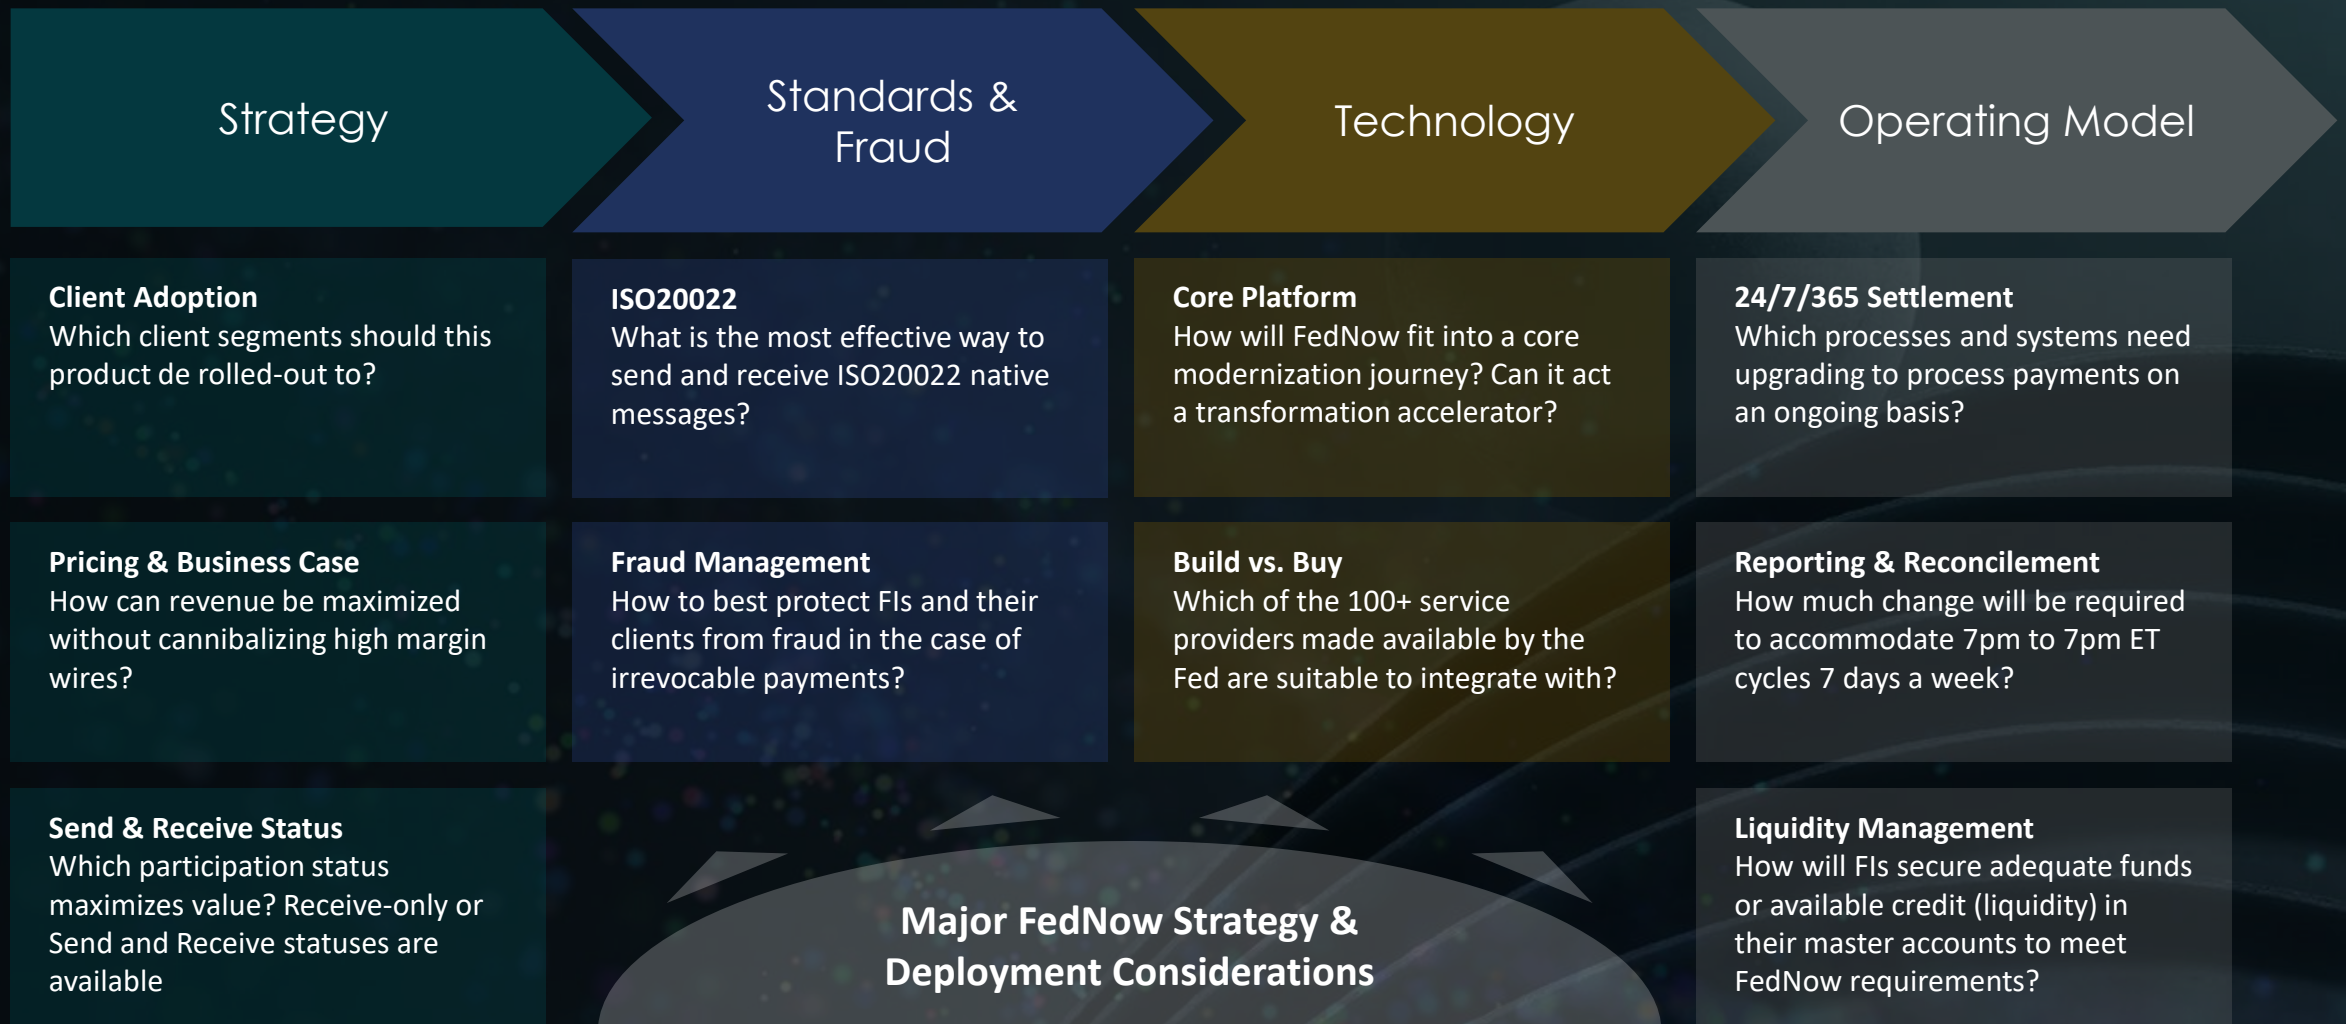 Strategy
Standards &
Fraud
Technology
Operating Model
Client Adoption
Which client segments should this
product de rolled-out to?
ISO20022
What is the most effective way to
send and receive ISO20022 native
messages?
Core Platform
How will FedNow fit into a core
modernization journey? Can it act
a transformation accelerator?
24/7/365 Settlement
Which processes and systems need
upgrading to process payments on
an ongoing basis?
Pricing & Business Case
How can revenue be maximized
without cannibalizing high margin
wires?
Fraud Management
How to best protect FIs and their
clients from fraud in the case of
irrevocable payments?
Build vs. Buy
Which of the 100+ service
providers made available by the
Fed are suitable to integrate with?
Reporting & Reconcilement
How much change will be required
to accommodate 7pm to 7pm ET
cycles 7 days a week?
Send & Receive Status
Which participation status
maximizes value? Receive-only or
Send and Receive statuses are
available
Major FedNow Strategy &
Deployment Considerations
Liquidity Management
How will FIs secure adequate funds
or available credit (liquidity) in
their master accounts to meet
FedNow requirements?